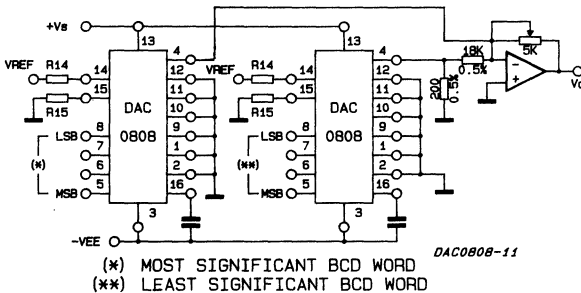 +Vs
13
13
4
4
18K
0.5%
5K
VREF
R14
14
12
VREF
R14
14
12
200
0.5%
−
+
Vo
R15
15
DAC
0808
11
R15
15
DAC
0808
11
10
10
LSB
8
9
LSB
8
9
(*)
7
1
(**)
7
1
6
2
6
2
MSB
5
16
MSB
5
16
3
3
-VEE
DAC0808-11
(*) MOST SIGNIFICANT BCD WORD
(**) LEAST SIGNIFICANT BCD WORD